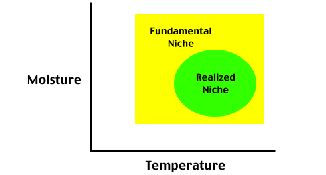 Fundamental
Niche
Moisture
Realized
Niche
Temperature